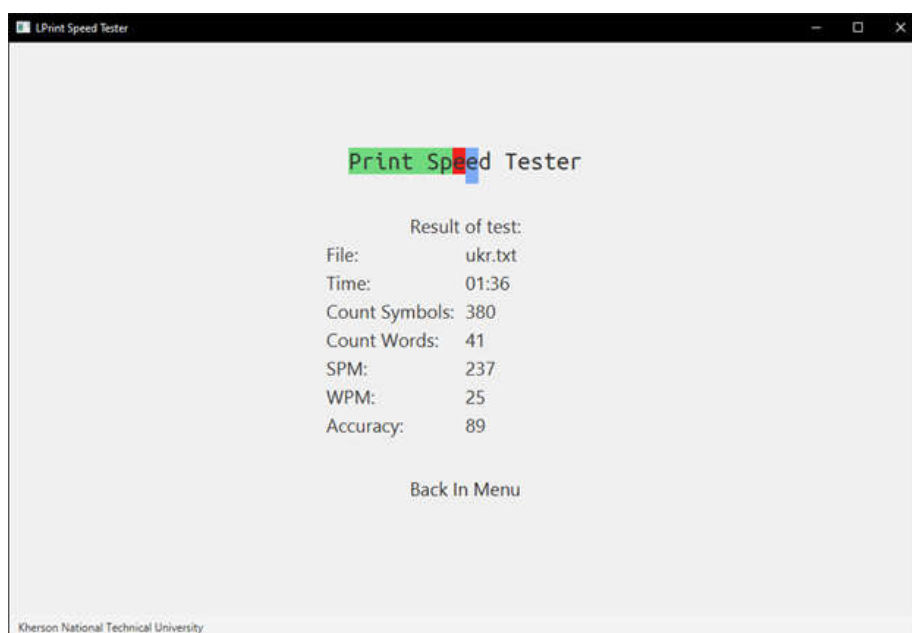 LPrint Speed Tester
Print Speed Tester
Result of test:
File: ukr.txt
Time: 01:36
Count Symbols: 380
Count Words: 41
SPM: 237
WPM: 25
Accuracy: 89
Back In Menu
Kherson National Technical University